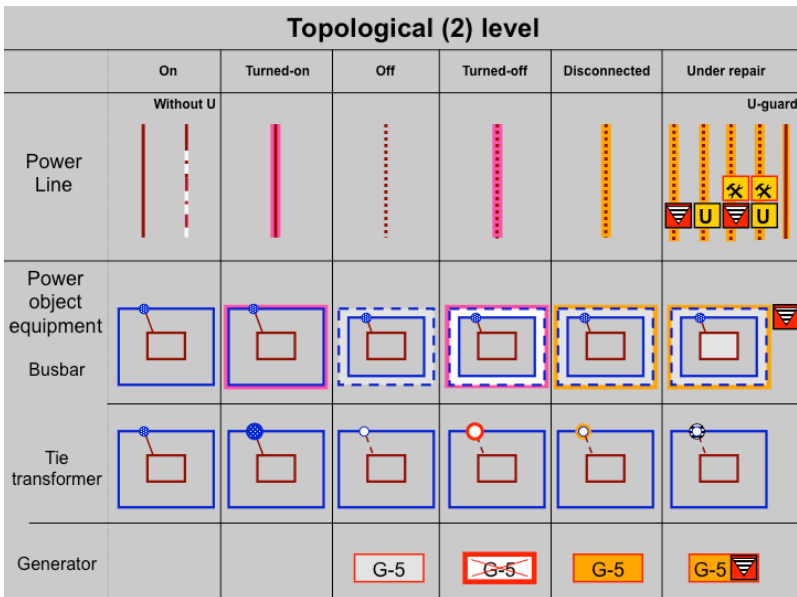 Topological (2) level
On
Turned-on
Off
Turned-off
Disconnected
Under repair
Without U
U-guard
Power
Line
U
U
Power
object
equipment
Busbar
Tie
transformer
Generator
G-5
G-5
G-5
G-5